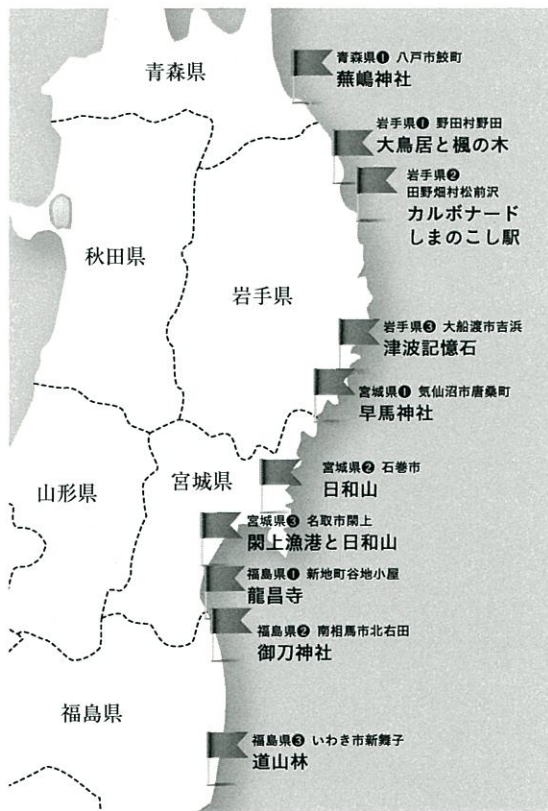 青森県
青森県❶ 八戸市鮫町
蕪嶋神社
岩手県❶ 野田村野田
大鳥居と楓の木
岩手県❷
田野畑村松前沢
カルボナード
しまのこし駅
秋田県
岩手県
岩手県❸ 大船渡市吉浜
津波記憶石
宮城県❶ 気仙沼市唐桑町
早馬神社
宮城県❷ 石巻市
日和山
宮城県
山形県
宮城県❸ 名取市閖上
閖上漁港と日和山
福島県❶ 新地町谷地小屋
龍昌寺
福島県❷ 南相馬市北右田
御刀神社
福島県
福島県❸ いわき市新舞子
道山林